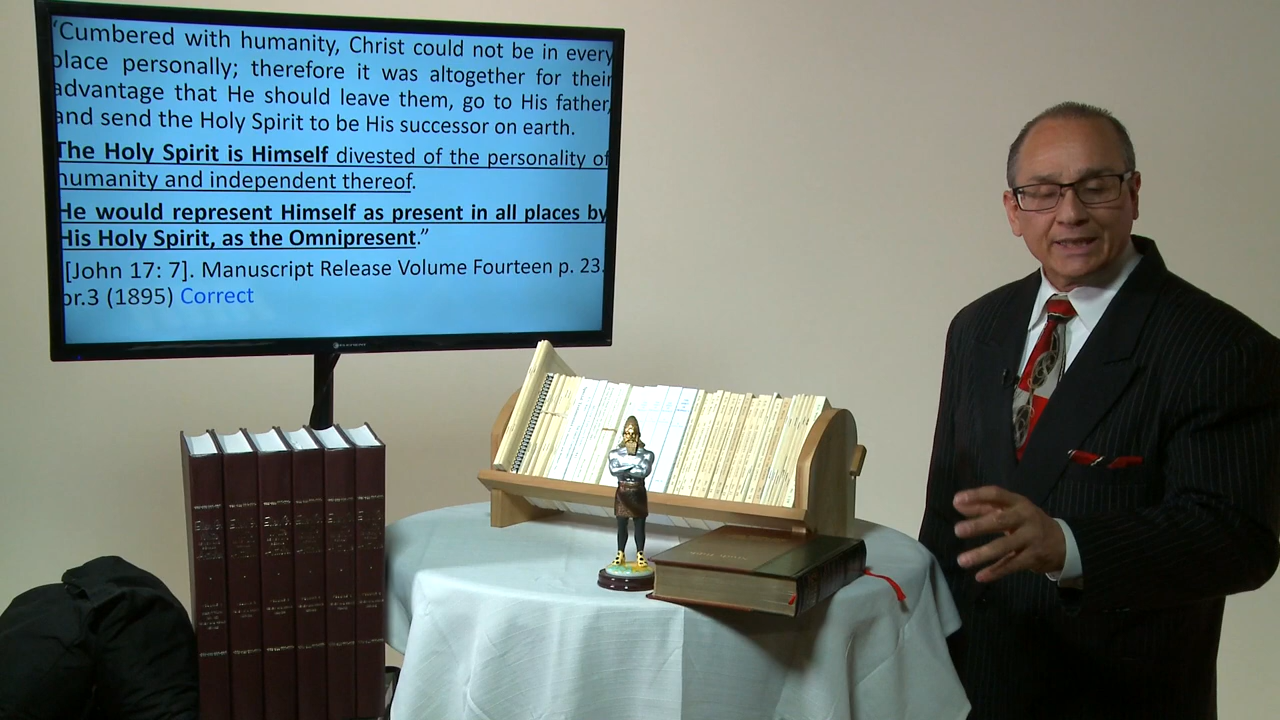 “Cumbered with humanity, Christ could not be in every
place personally; therefore it was altogether for their
advantage that He should leave them, go to His father,
and send the Holy Spirit to be His successor on earth.
The Holy Spirit is Himself divested of the personality of
humanity and independent thereof.
He would represent Himself as present in all places by
His Holy Spirit, as the Omnipresent.”
[John 17: 7]. Manuscript Release Volume Fourteen p. 23.
pr.3 (1895) Correct